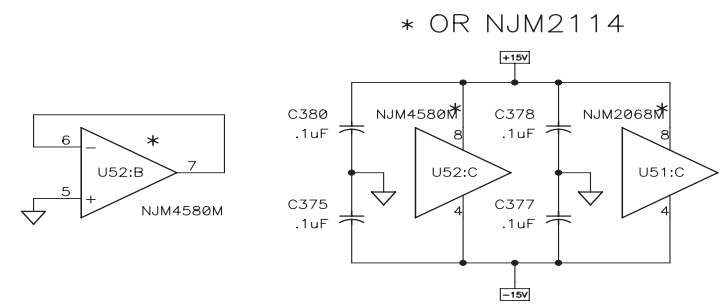 * OR NJM2114
+15V
C380
.1uF
NJM4580M*
C378
.1uF
NJM2068M*
6
−
*
U52:B
7
5
+
NJM4580M
8
U52:C
4
8
U51:C
4
C375
.1uF
C377
.1uF
−15V